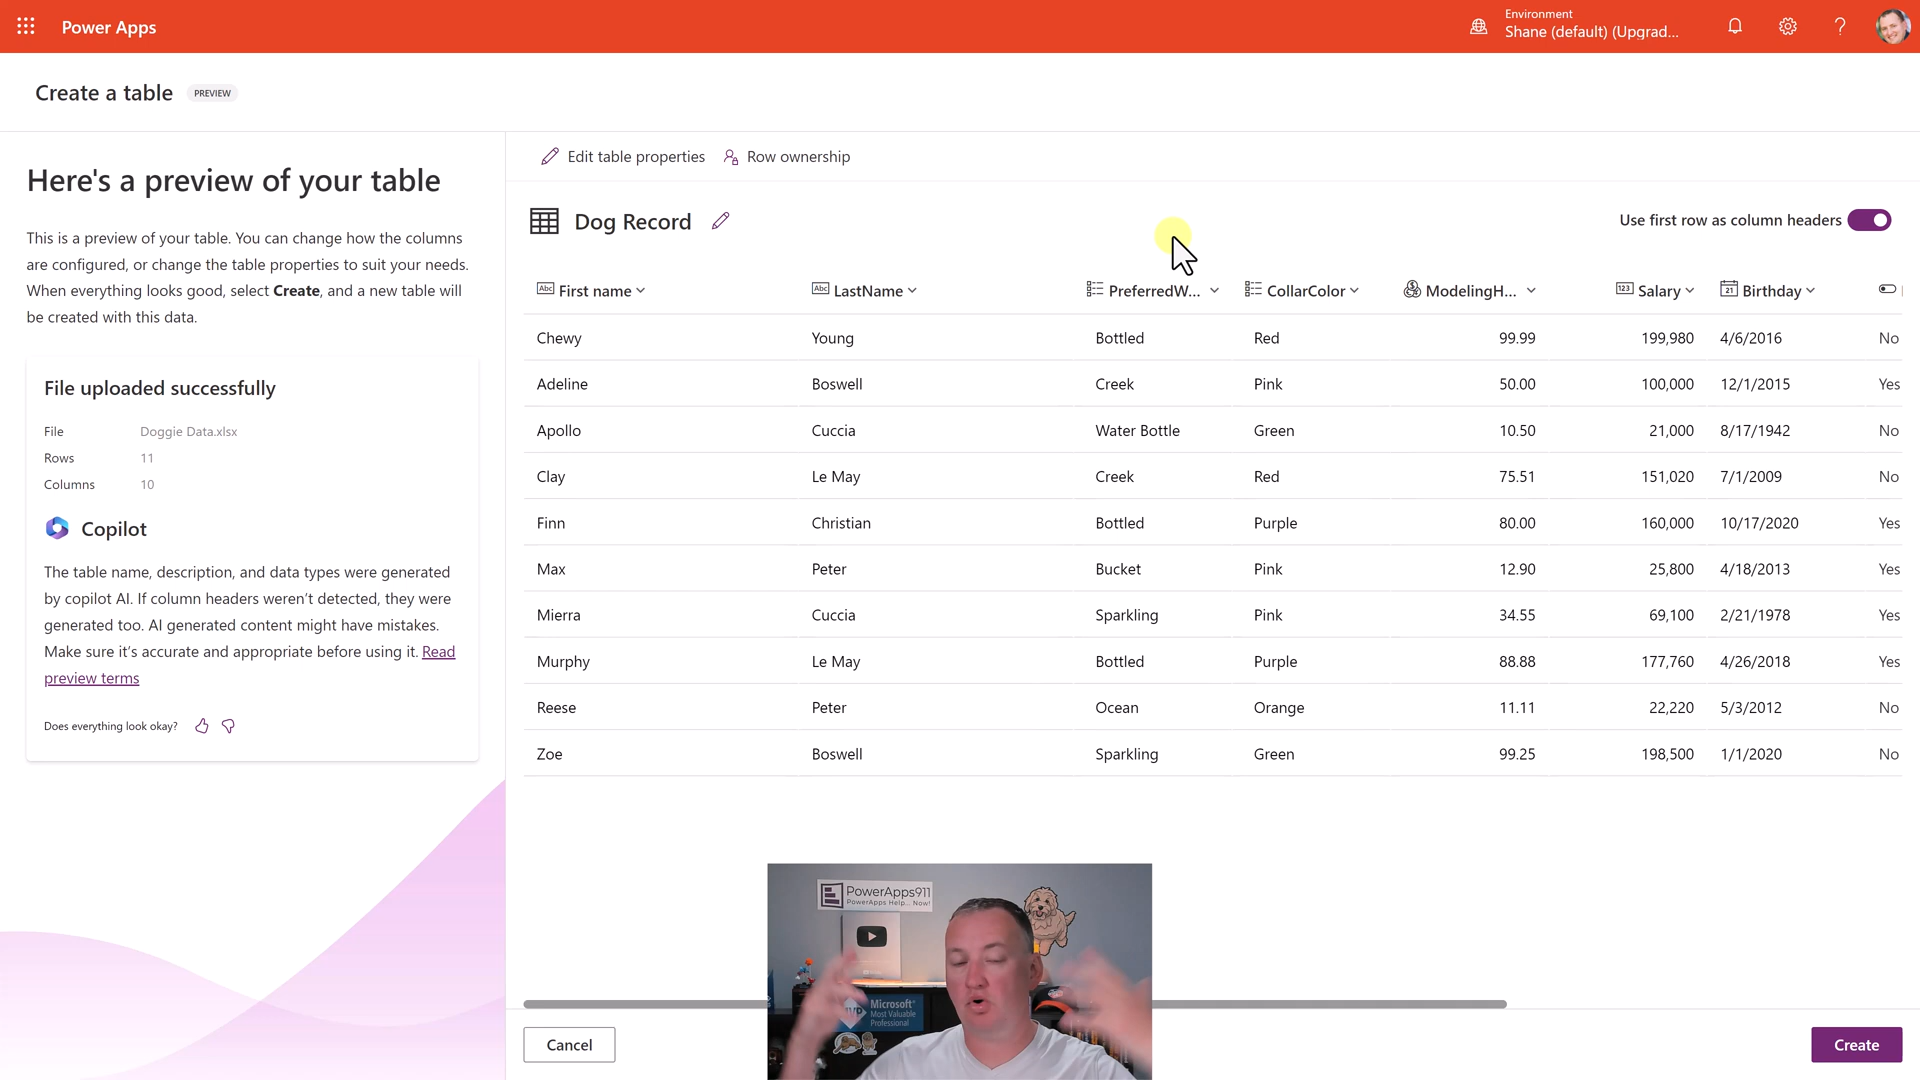 Power Apps
Environment
Shane (default) (Upgrad...
Create a table
PREVIEW
Here's a preview of your table
This is a preview of your table. You can change how the columns
are configured, or change the table properties to suit your needs.
When everything looks good, select Create, and a new table will
be created with this data.
File uploaded successfully
File Doggie Data.xlsx
Rows 11
Columns 10
Copilot
The table name, description, and data types were generated
by copilot AI. If column headers weren't detected, they were
generated too. AI generated content might have mistakes.
Make sure it's accurate and appropriate before using it. Read
preview terms
Does everything look okay?
Edit table properties Row ownership
Dog Record
Use first row as column headers
Abc First name Abc LastName PreferredW... CollarColor ModelingH... 123 Salary 21 Birthday
Chewy Young Bottled Red 99.99 199,980 4/6/2016 No
Adeline Boswell Creek Pink 50.00 100,000 12/1/2015 Yes
Apollo Cuccia Water Bottle Green 10.50 21,000 8/17/1942 No
Clay Le May Creek Red 75.51 151,020 7/1/2009 No
Finn Christian Bottled Purple 80.00 160,000 10/17/2020 Yes
Max Peter Bucket Pink 12.90 25,800 4/18/2013 Yes
Mierra Cuccia Sparkling Pink 34.55 69,100 2/21/1978 Yes
Murphy Le May Bottled Purple 88.88 177,760 4/26/2018 Yes
Reese Peter Ocean Orange 11.11 22,220 5/3/2012 No
Zoe Boswell Sparkling Green 99.25 198,500 1/1/2020 No
PowerApps911
PowerApps Help... Now!
Microsoft
Most Valuable
Professional
Cancel
Create